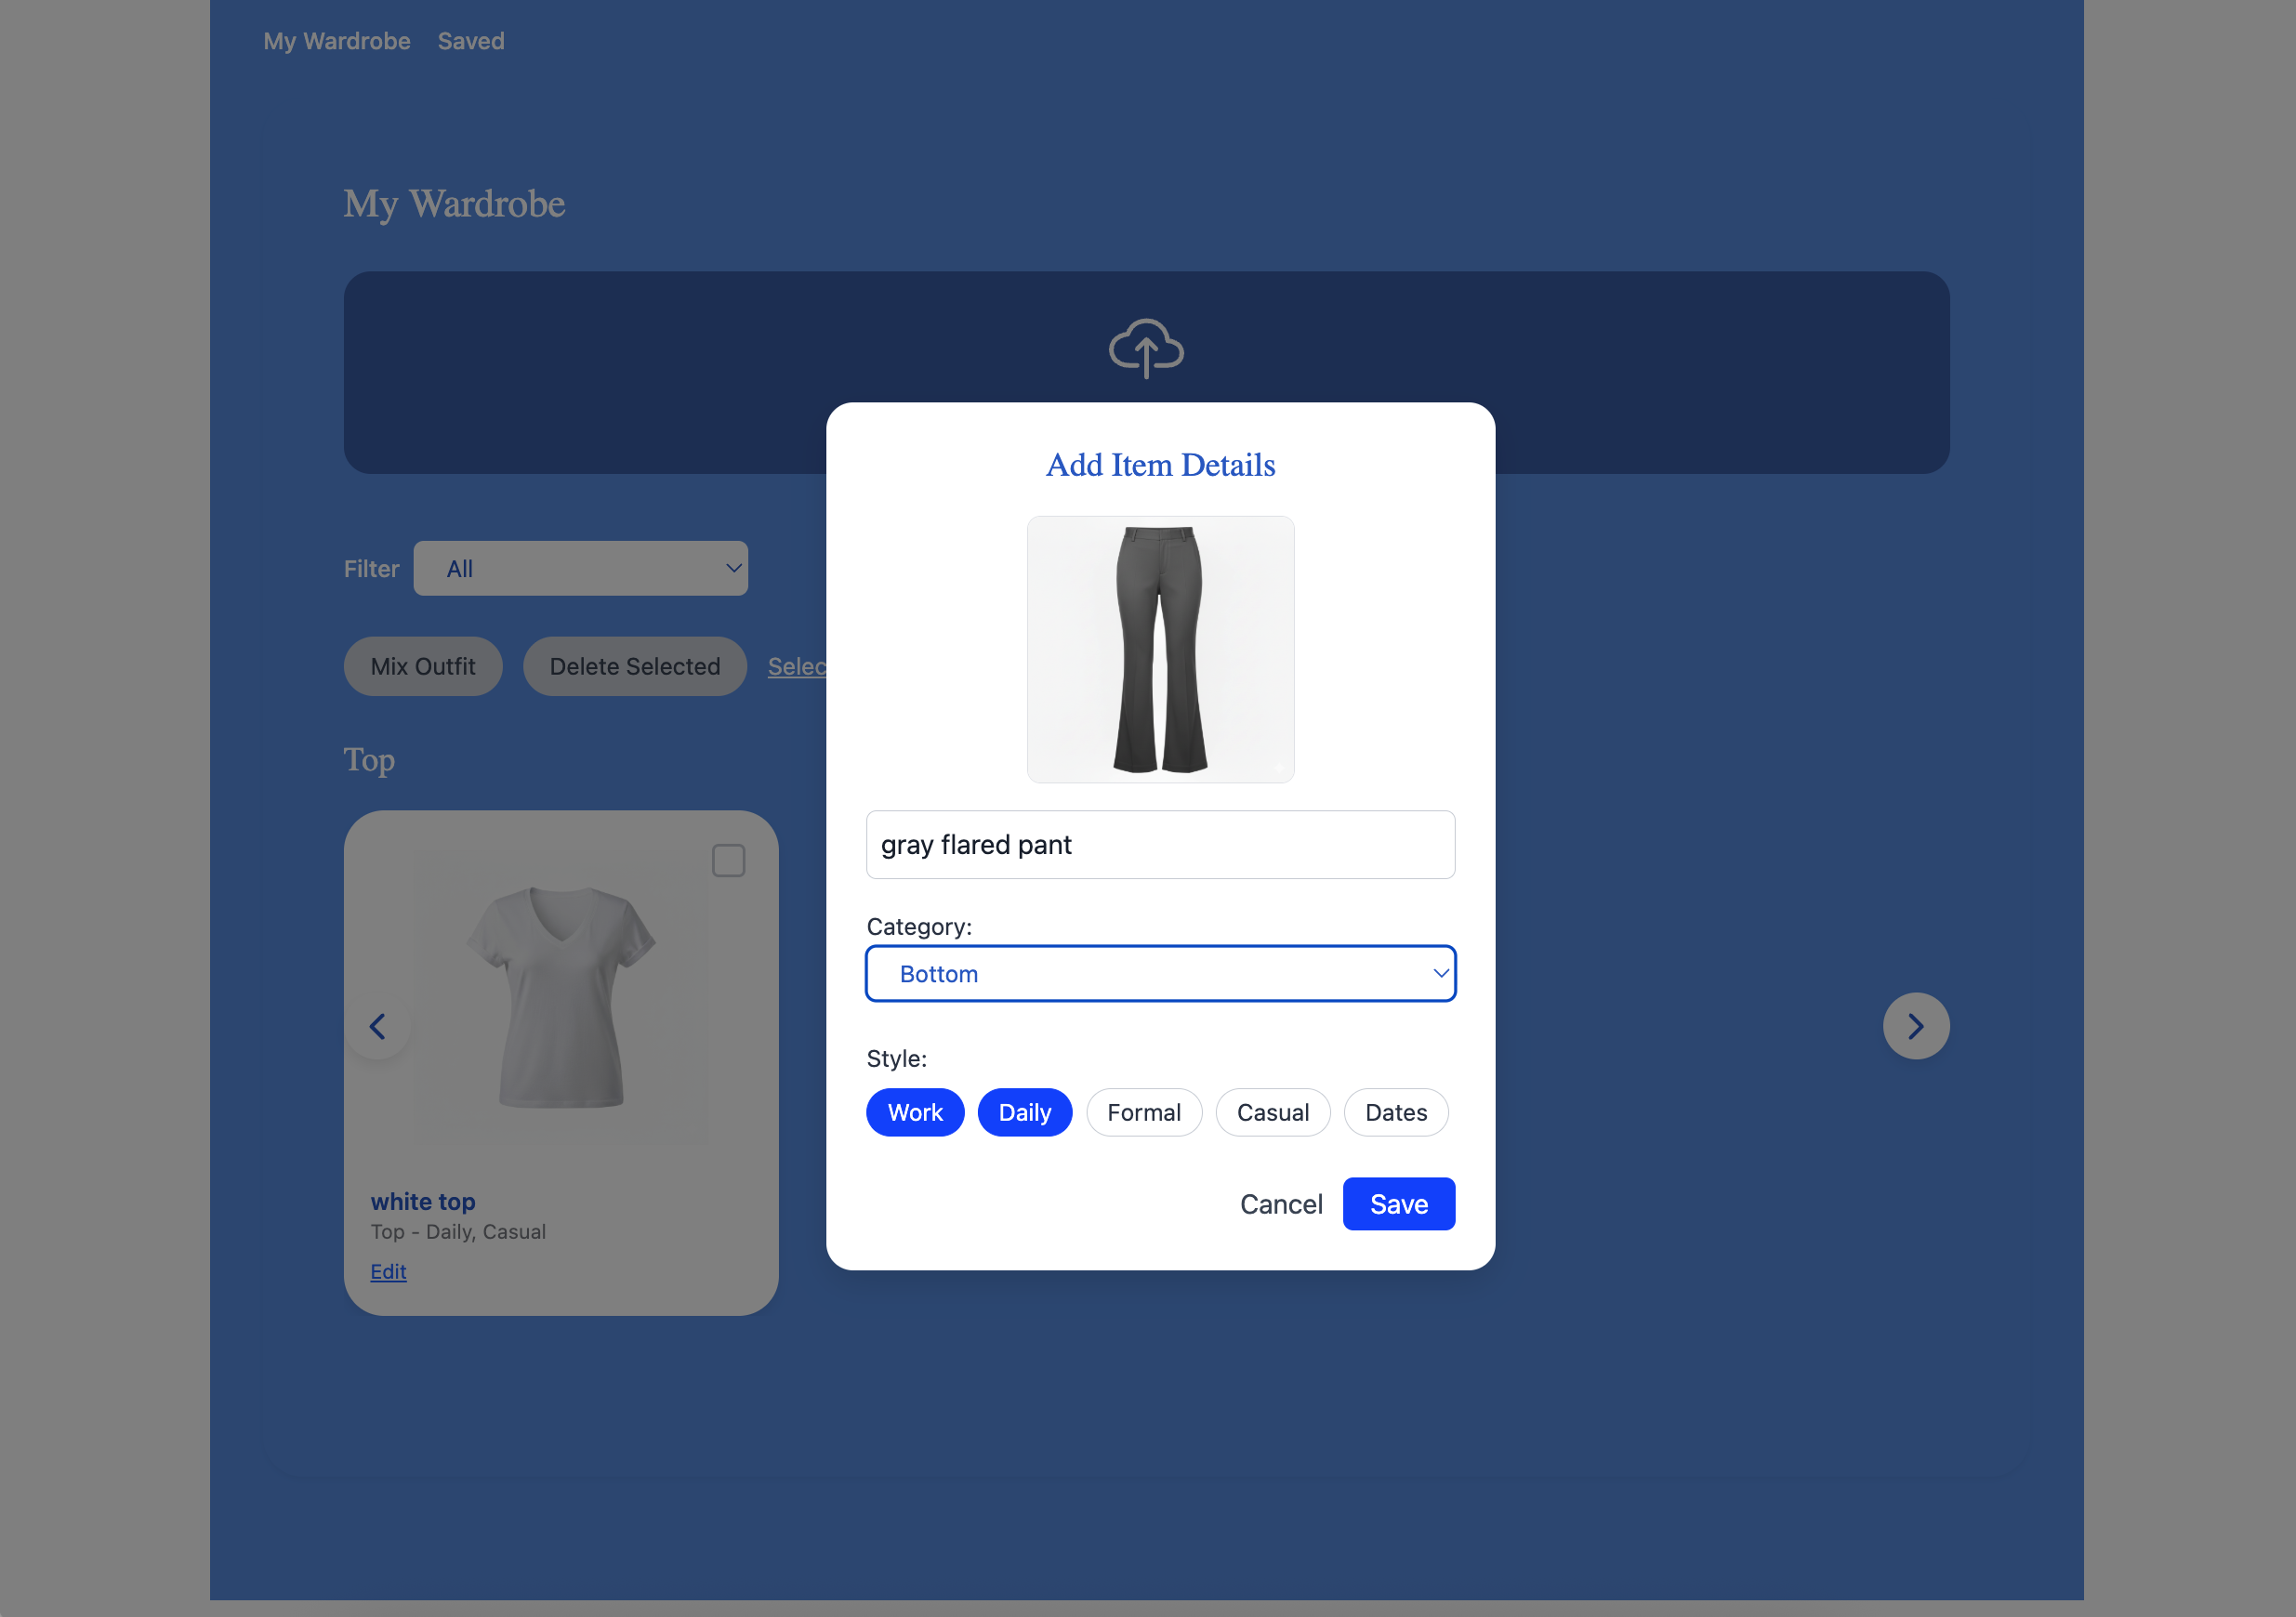 My Wardrobe Saved
My Wardrobe
Add Item Details
Filter All
Mix Outfit Delete Selected
gray flared pant
Category:
Bottom
Style:
Work Daily Formal Casual Dates
Cancel Save
Top
white top
Top - Daily, Casual
Edit